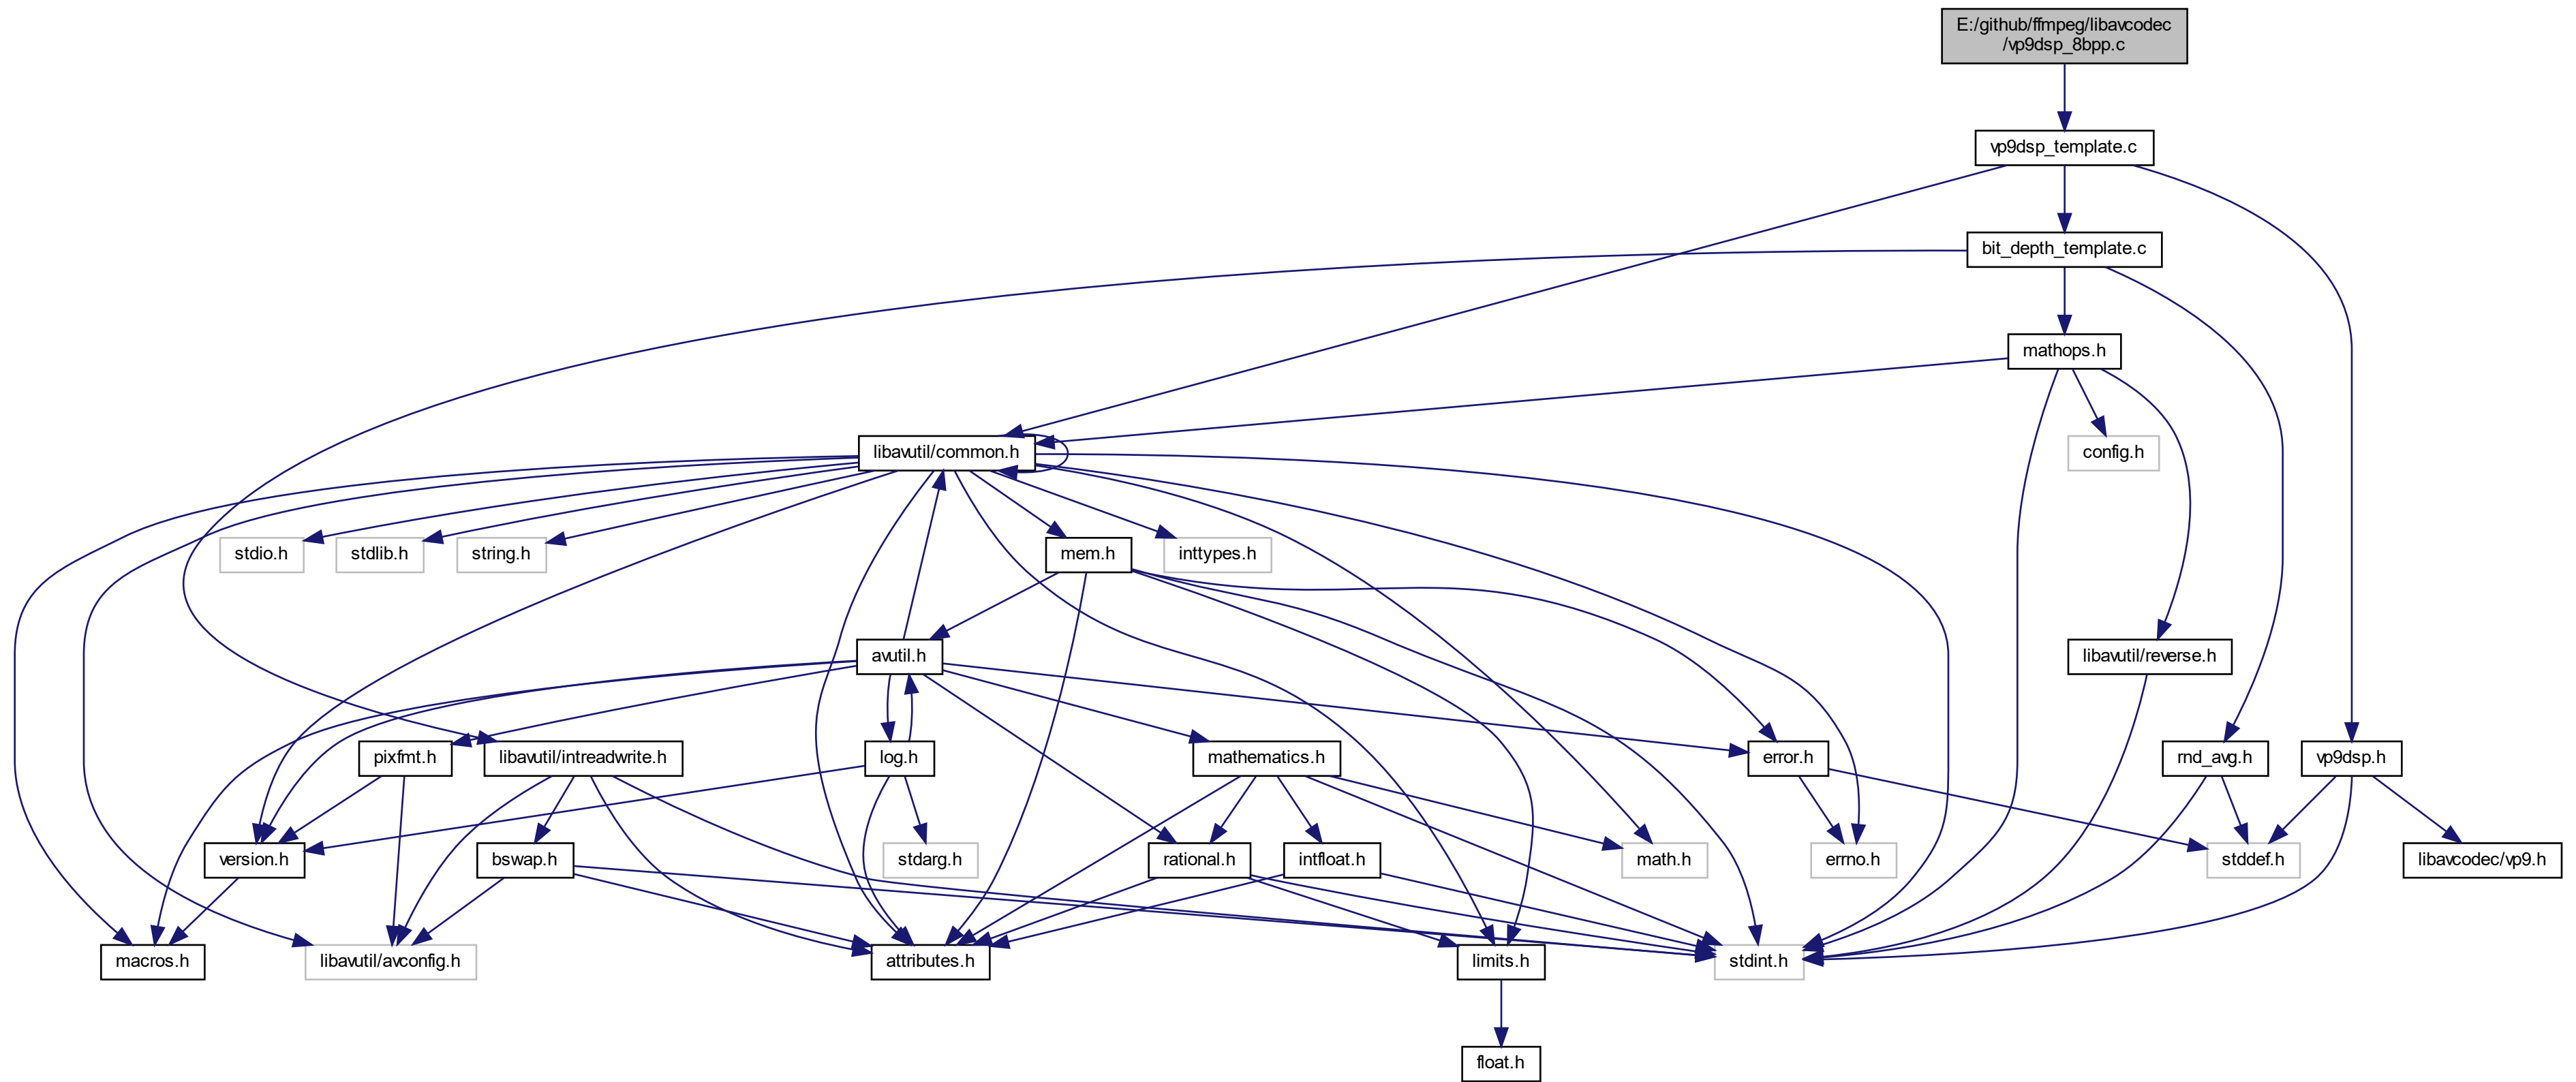 E:/github/ffmpeg/libavcodec
/vp9dsp_8bpp.c
vp9dsp_template.c
bit_depth_template.c
mathops.h
libavutil/common.h
config.h
stdio.h
stdlib.h
string.h
mem.h
inttypes.h
avutil.h
libavutil/reverse.h
pixfmt.h
libavutil/intreadwrite.h
log.h
mathematics.h
error.h
rnd_avg.h
vp9dsp.h
version.h
bswap.h
stdarg.h
rational.h
intfloat.h
math.h
errno.h
stddef.h
libavcodec/vp9.h
macros.h
libavutil/avconfig.h
attributes.h
limits.h
stdint.h
float.h